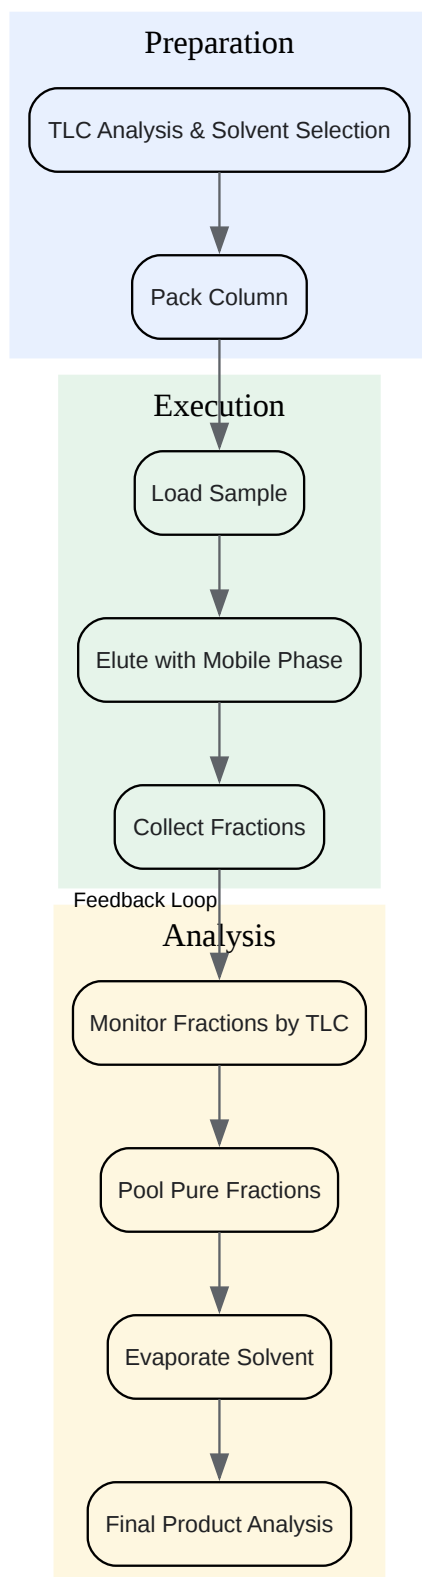 Preparation
TLC Analysis & Solvent Selection
Pack Column
Execution
Load Sample
Elute with Mobile Phase
Collect Fractions
Feedback Loop
Analysis
Monitor Fractions by TLC
Pool Pure Fractions
Evaporate Solvent
Final Product Analysis